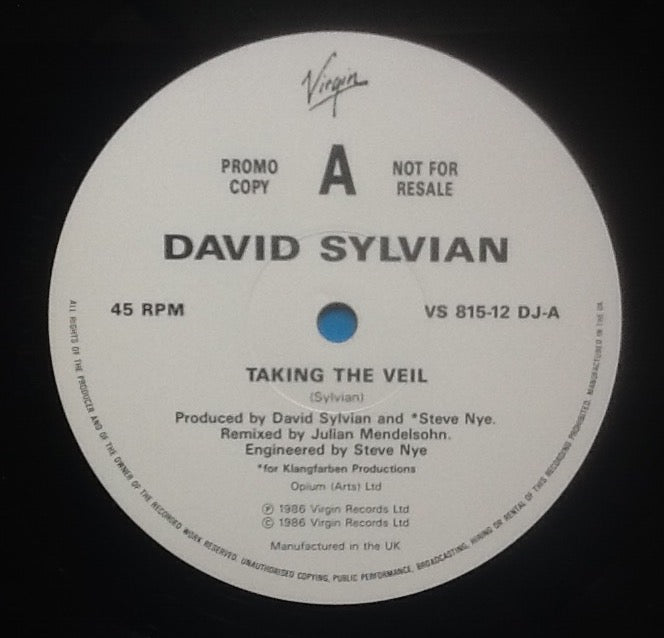 Virgin
PROMO COPY
A
NOT FOR RESALE
DAVID SYLVIAN
45 RPM
VS 815-12 DJ-A
TAKING THE VEIL
(Sylvian)
Produced by David Sylvian and *Steve Nye.
Remixed by Julian Mendelsohn.
Engineered by Steve Nye
*for Klangfarben Productions
Opium (Arts) Ltd
℗ 1986 Virgin Records Ltd
© 1986 Virgin Records Ltd
Manufactured in the UK
ALL RIGHTS OF THE PRODUCER AND OF THE OWNER OF THE RECORDED WORK RESERVED. UNAUTHORISED COPYING, PUBLIC PERFORMANCE, BROADCASTING, HIRING OR RENTAL OF THIS RECORDING PROHIBITED. MANUFACTURED IN THE UK.